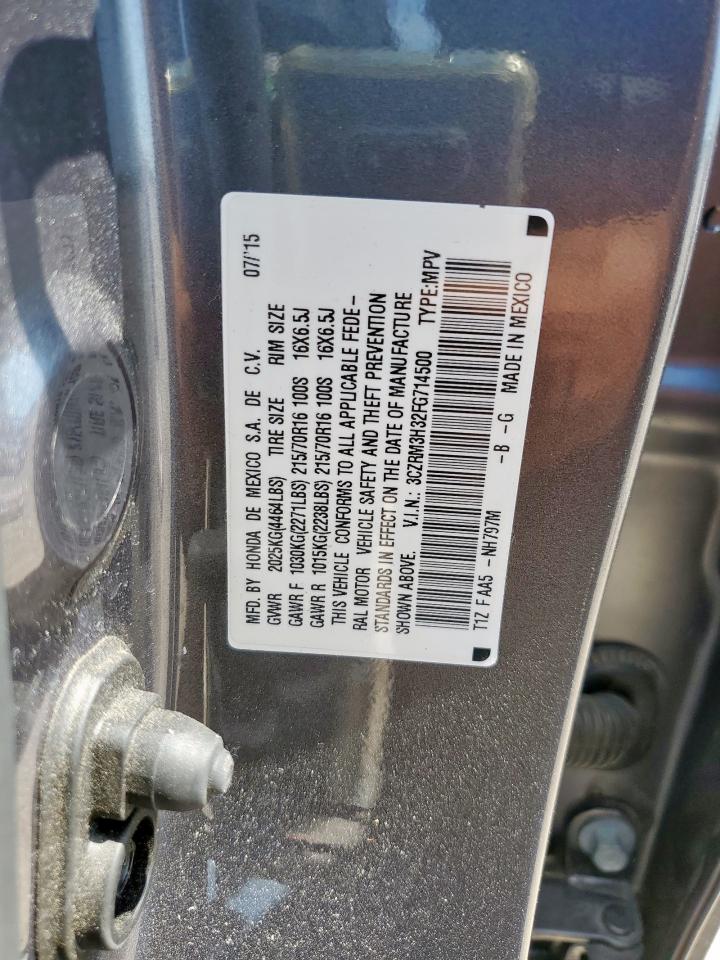 MFD. BY HONDA DE MEXICO S.A. DE C.V. 07/'15
GVWR 2025KG(4464LBS) TIRE SIZE RIM SIZE
GAWR F 1030KG(2271LBS) 215/70R16 100S 16X6.5J
GAWR R 1015KG(2238LBS) 215/70R16 100S 16X6.5J
THIS VEHICLE CONFORMS TO ALL APPLICABLE FEDE-
RAL MOTOR VEHICLE SAFETY AND THEFT PREVENTION
STANDARDS IN EFFECT ON THE DATE OF MANUFACTURE
SHOWN ABOVE. V.I.N.: 3CZRM3H32FG714500 TYPE:MPV
T1Z F AA5 -NH797M -B -G MADE IN MEXICO